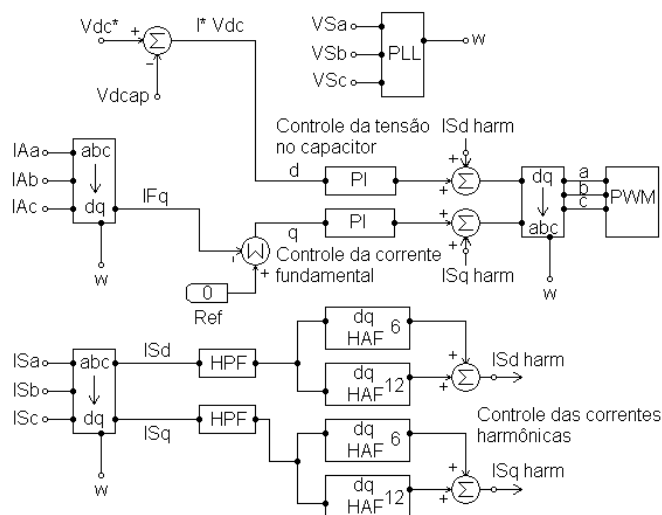 Vdc*
+
Σ
-
I* Vdc
Vdcap
VSa
VSb
VSc
PLL
w
IAa
IAb
IAc
abc
dq
w
IFq
Controle da tensão
no capacitor
d
PI
+
+
Σ
ISd harm
q
PI
+
+
Σ
ISq harm
Controle da corrente
fundamental
-
+
Σ
0
Ref
dq
abc
w
a
b
c
PWM
ISa
ISb
ISc
abc
dq
w
ISd
HPF
ISq
HPF
dq
HAF 6
dq
HAF 12
+
+
Σ
ISd harm
Controle das correntes
harmônicas
dq
HAF 6
dq
HAF 12
+
+
Σ
ISq harm